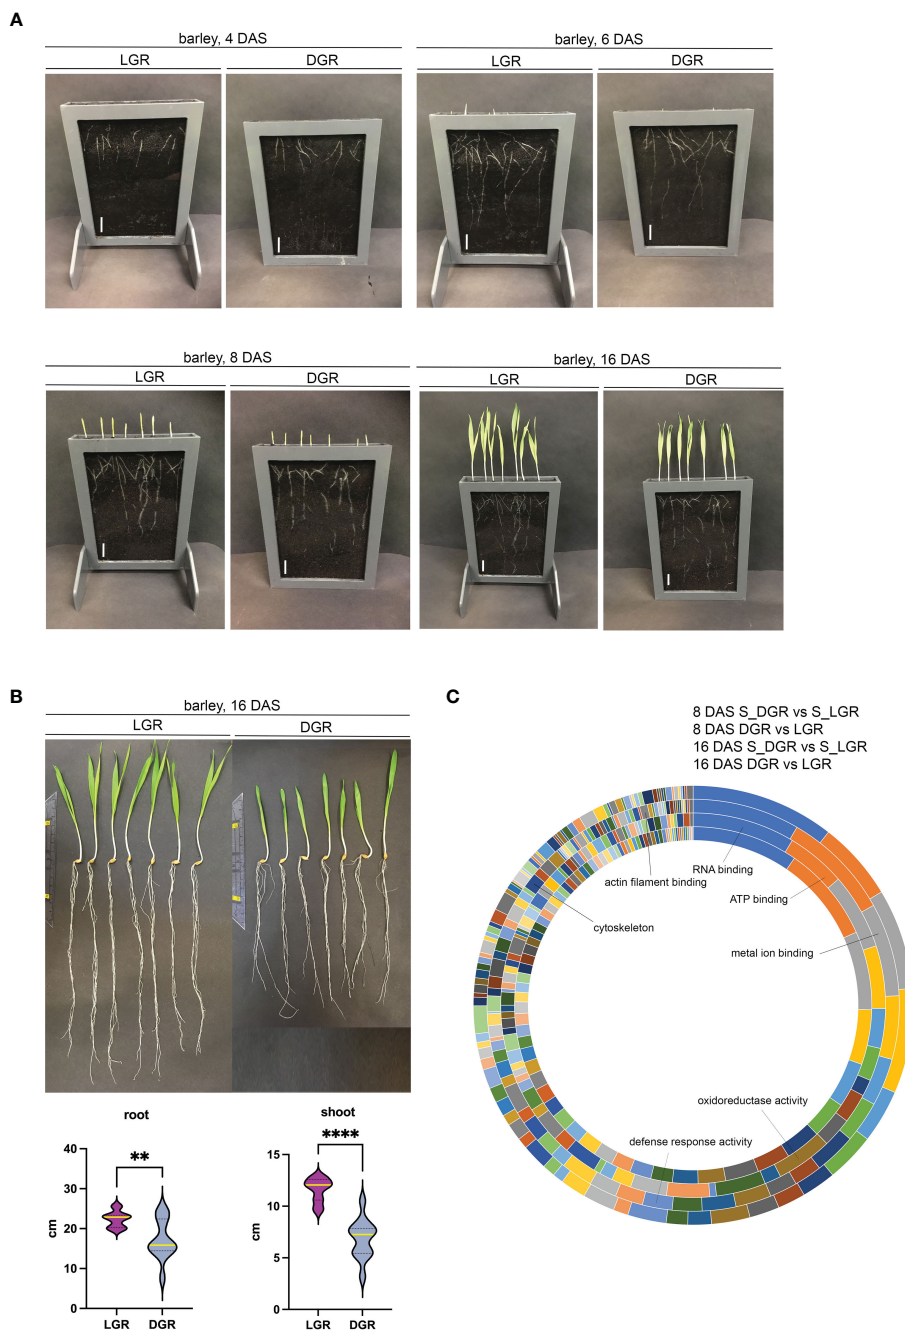 A
barley, 4 DAS
barley, 6 DAS
LGR
DGR
LGR
DGR
barley, 8 DAS
barley, 16 DAS
LGR
DGR
LGR
DGR
B
barley, 16 DAS
LGR
DGR
root
shoot
**
****
40
30
20
10
0
cm
LGR
DGR
15
10
5
0
cm
LGR
DGR
C
8 DAS S_DGR vs S_LGR
8 DAS DGR vs LGR
16 DAS S_DGR vs S_LGR
16 DAS DGR vs LGR
RNA binding
actin filament binding
ATP binding
cytoskeleton
metal ion binding
oxidoreductase activity
defense response activity